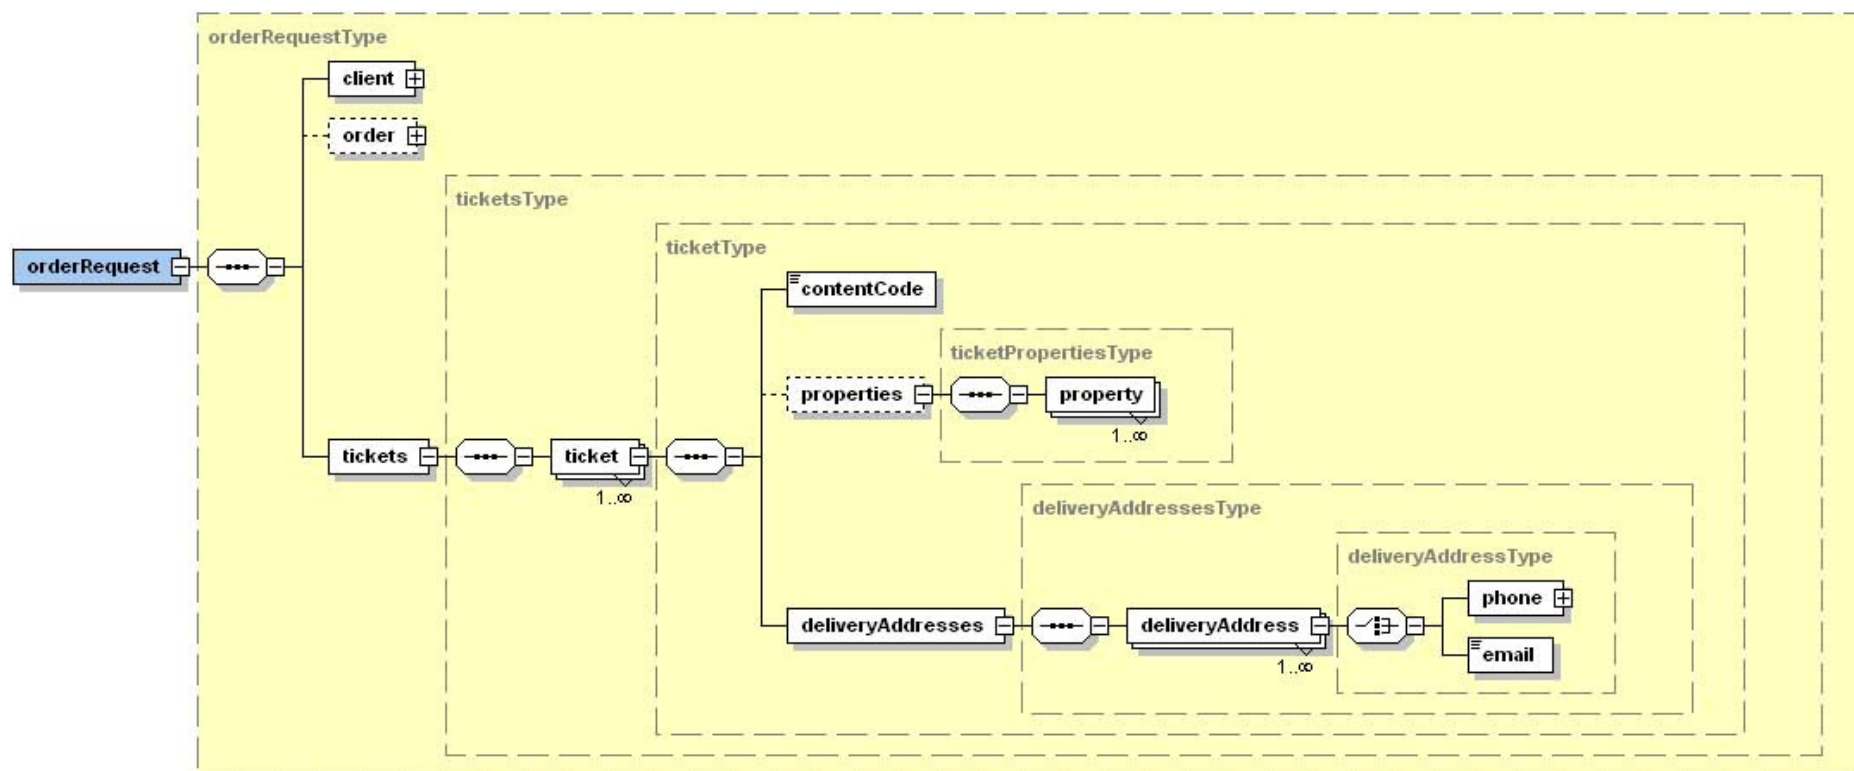 orderRequestType
client
order
ticketsType
ticketType
orderRequest
contentCode
ticketPropertiesType
properties
property
1..∞
tickets
ticket
1..∞
deliveryAddressesType
deliveryAddressType
phone
deliveryAddresses
deliveryAddress
1..∞
email